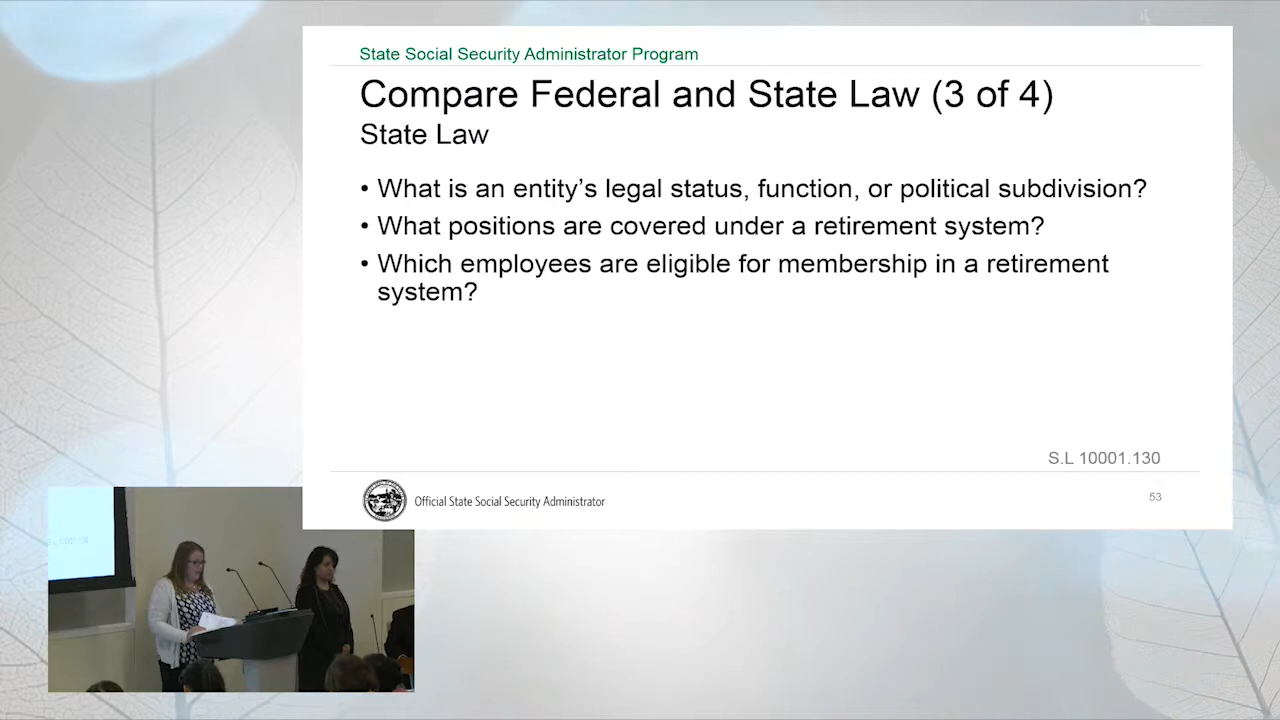 State Social Security Administrator Program
Compare Federal and State Law (3 of 4)
State Law
• What is an entity’s legal status, function, or political subdivision?
• What positions are covered under a retirement system?
• Which employees are eligible for membership in a retirement
system?
S.L 10001.130
Official State Social Security Administrator
53
S.L 10001.130